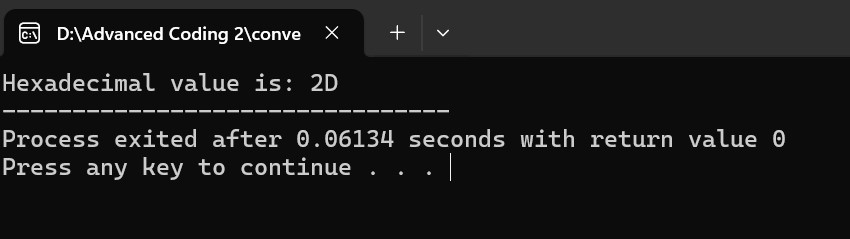 D:\Advanced Coding 2\conve
Hexadecimal value is: 2D
--------------------------------
Process exited after 0.06134 seconds with return value 0
Press any key to continue . . .